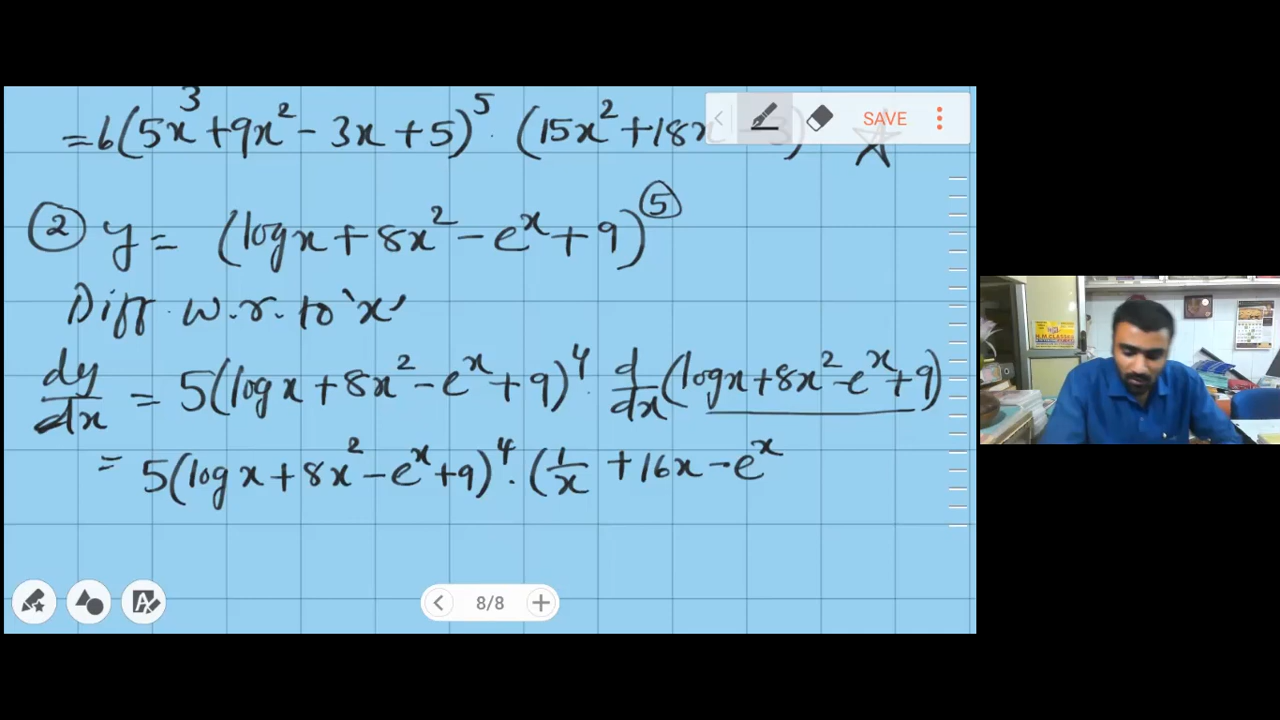 = 6(5x³ + 9x² - 3x + 5)⁵ · (15x² + 18x - 3)
SAVE
② y = (log x + 8x² - eˣ + 9)⁵
Diff w.r. to 'x'
dy/dx = 5(log x + 8x² - eˣ + 9)⁴ · d/dx (log x + 8x² - eˣ + 9)
= 5(log x + 8x² - eˣ + 9)⁴ · (1/x + 16x - eˣ
8/8
H.M.CLASSES